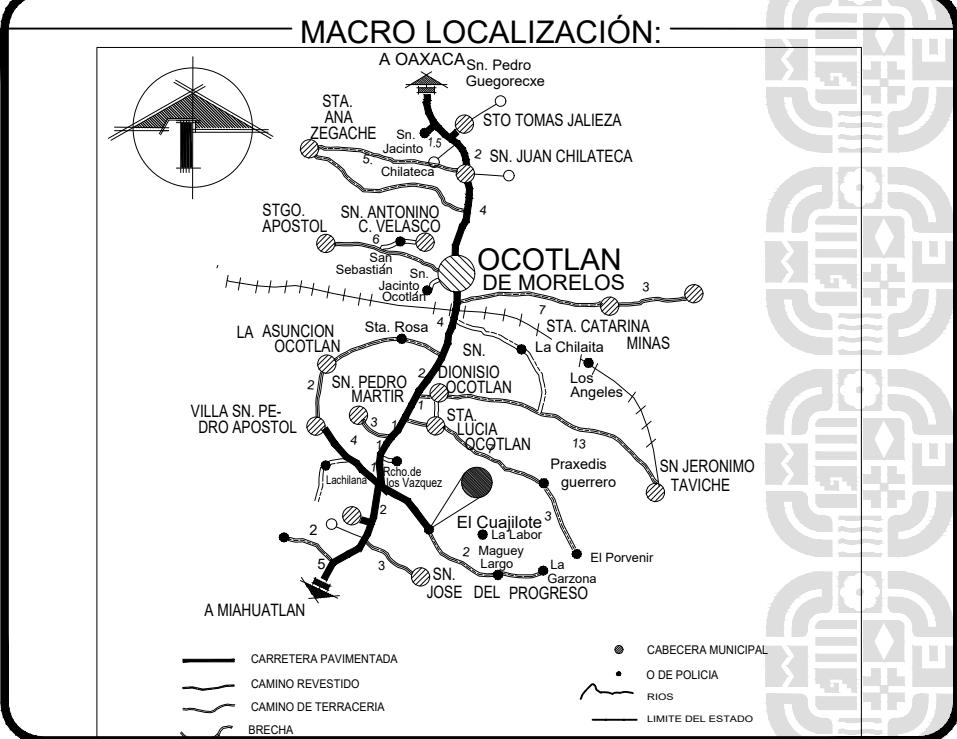 MACRO LOCALIZACIÓN:
A OAXACA
Sn. Pedro
Guegorecxe
STA.
ANA
ZEGACHE
STO TOMAS JALIEZA
Sn.
Jacinto
Chilateca
1.5
2
SN. JUAN CHILATECA
5.
4
STGO.
APOSTOL
SN. ANTONINO
C. VELASCO
6
San
Sebastián
Sn.
Jacinto
Ocotlán
OCOTLAN
DE MORELOS
3
7
STA. CATARINA
MINAS
4
LA ASUNCION
OCOTLAN
Sta. Rosa
SN.
DIONISIO
OCOTLAN
La Chilaita
Los
Angeles
2
2
SN. PEDRO
MARTIR
1
STA.
LUCIA
OCOTLAN
VILLA SN. PE-
DRO APOSTOL
3
1
4
1
1
13
7
Praxedis
guerrero
SN JERONIMO
TAVICHE
Lachilana
Rcho.de
los Vazquez
2
El Cuajilote
La Labor
3
2
Maguey
Largo
El Porvenir
La
Garzona
2
5
3
SN.
JOSE DEL PROGRESO
A MIAHUATLAN
CARRETERA PAVIMENTADA
CAMINO REVESTIDO
CAMINO DE TERRACERIA
BRECHA
CABECERA MUNICIPAL
O DE POLICIA
RIOS
LIMITE DEL ESTADO